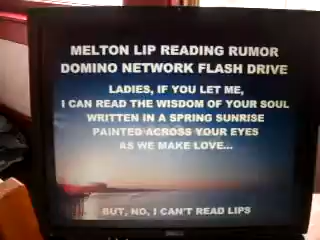 MELTON LIP READING RUMOR
DOMINO NETWORK FLASH DRIVE
LADIES, IF YOU LET ME,
I CAN READ THE WISDOM OF YOUR SOUL
WRITTEN IN A SPRING SUNRISE
PAINTED ACROSS YOUR EYES
AS WE MAKE LOVE...
BUT, NO, I CAN'T READ LIPS
DELL